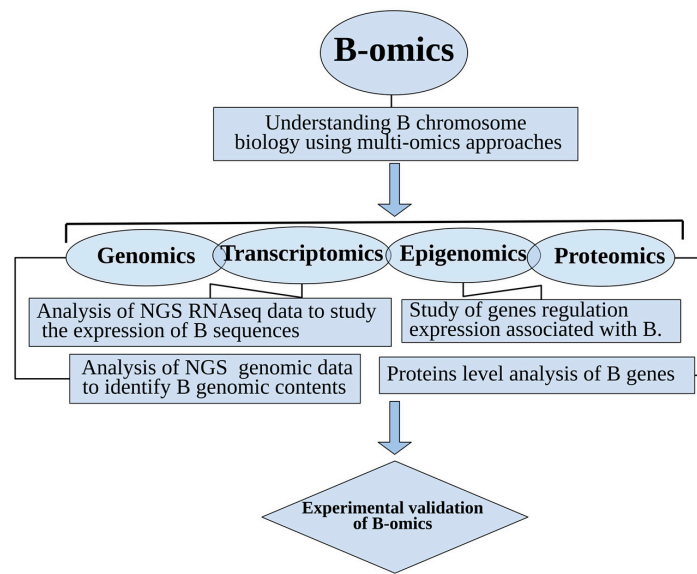 B-omics
Understanding B chromosome
biology using multi-omics approaches
Genomics
Transcriptomics
Epigenomics
Proteomics
Analysis of NGS RNAseq data to study
the expression of B sequences
Study of genes regulation
expression associated with B.
Analysis of NGS genomic data
to identify B genomic contents
Proteins level analysis of B genes
Experimental validation
of B-omics